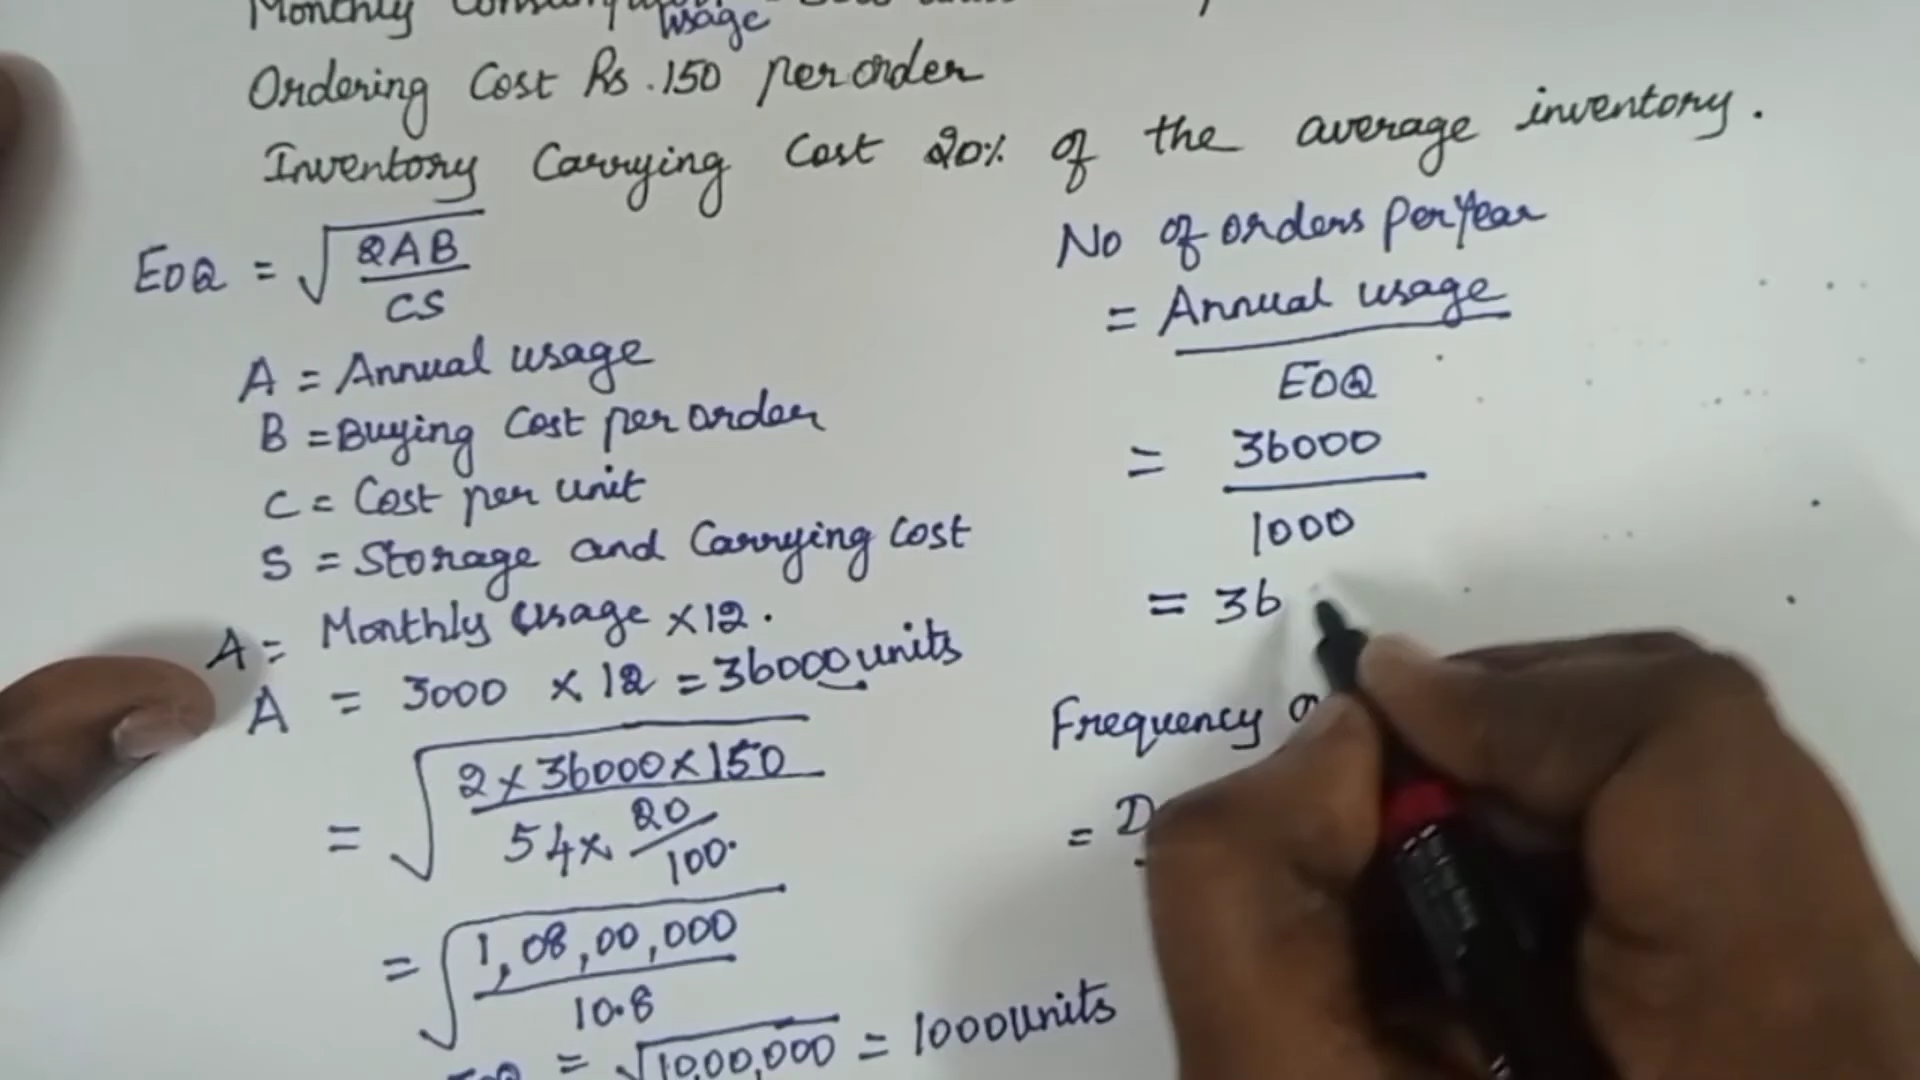 Monthly
usage
Ordering Cost Rs.150 per order
Inventory Carrying Cost 20% of the average inventory.
EOQ = √ 2AB
CS
A = Annual usage
B = Buying Cost per order
C = Cost per unit
S = Storage and Carrying Cost
A = Monthly usage ×12.
A = 3000 × 12 = 36000 units
= √ 2 × 36000 × 150
54 × 20/100.
= √ 1,08,00,000
10.8
EOQ = √10,00,000 = 1000 units
No of orders per Year
= Annual usage
EOQ
= 36000
1000
= 36
Frequency
=